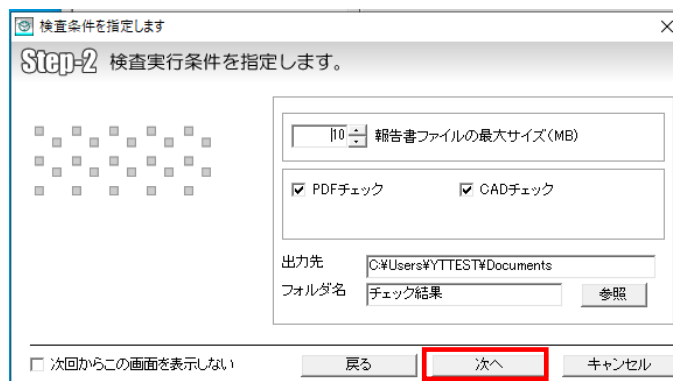 検査条件を指定します
Step-2 検査実行条件を指定します。
10 報告書ファイルの最大サイズ(MB)
PDFチェック CADチェック
出力先 C:¥Users¥YTTEST¥Documents
フォルダ名 チェック結果 参照
次回からこの画面を表示しない 戻る 次へ キャンセル